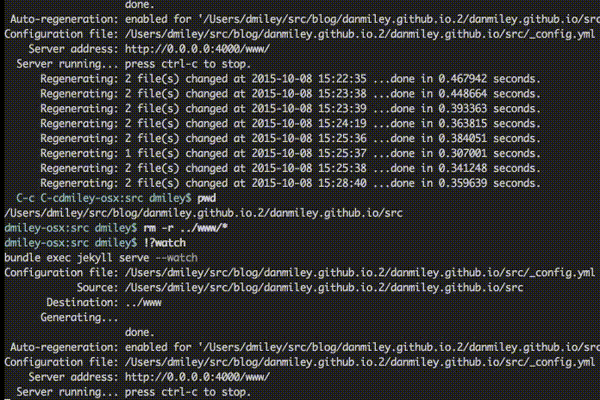 done.
Auto-regeneration: enabled for '/Users/dmiley/src/blog/danmiley.github.io.2/danmiley.github.io/src
Configuration file: /Users/dmiley/src/blog/danmiley.github.io.2/danmiley.github.io/src/_config.yml
Server address: http://0.0.0.0:4000/www/
Server running... press ctrl-c to stop.
Regenerating: 2 file(s) changed at 2015-10-08 15:22:35 ...done in 0.467942 seconds.
Regenerating: 2 file(s) changed at 2015-10-08 15:23:38 ...done in 0.448664 seconds.
Regenerating: 2 file(s) changed at 2015-10-08 15:23:39 ...done in 0.393363 seconds.
Regenerating: 2 file(s) changed at 2015-10-08 15:24:19 ...done in 0.363815 seconds.
Regenerating: 2 file(s) changed at 2015-10-08 15:25:36 ...done in 0.384051 seconds.
Regenerating: 1 file(s) changed at 2015-10-08 15:25:37 ...done in 0.307001 seconds.
Regenerating: 2 file(s) changed at 2015-10-08 15:25:38 ...done in 0.341248 seconds.
Regenerating: 2 file(s) changed at 2015-10-08 15:28:40 ...done in 0.359639 seconds.
C-c C-cdmiley-osx:src dmiley$ pwd
/Users/dmiley/src/blog/danmiley.github.io.2/danmiley.github.io/src
dmiley-osx:src dmiley$ rm -r ../www/*
dmiley-osx:src dmiley$ !?watch
bundle exec jekyll serve --watch
Configuration file: /Users/dmiley/src/blog/danmiley.github.io.2/danmiley.github.io/src/_config.yml
Source: /Users/dmiley/src/blog/danmiley.github.io.2/danmiley.github.io/src
Destination: ../www
Generating...
done.
Auto-regeneration: enabled for '/Users/dmiley/src/blog/danmiley.github.io.2/danmiley.github.io/src
Configuration file: /Users/dmiley/src/blog/danmiley.github.io.2/danmiley.github.io/src/_config.yml
Server address: http://0.0.0.0:4000/www/
Server running... press ctrl-c to stop.